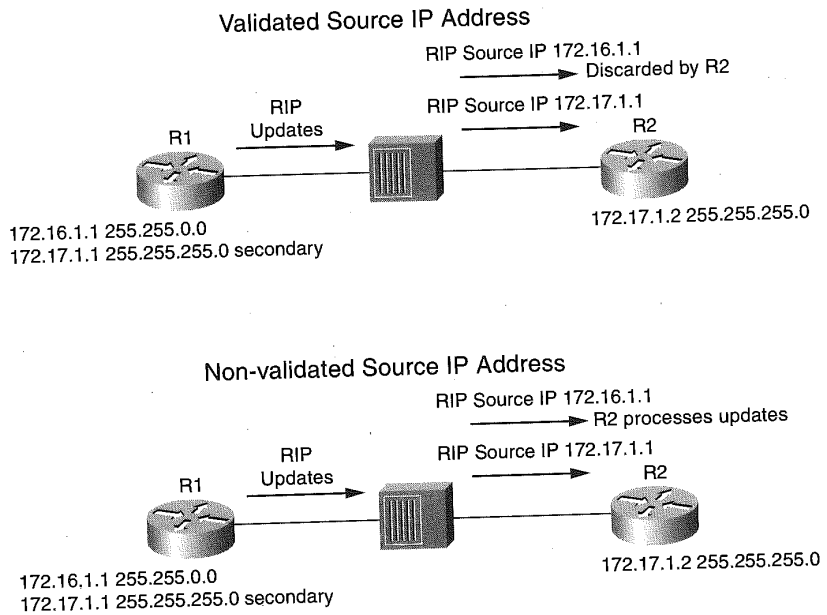 Validated Source IP Address
RIP Source IP 172.16.1.1
Discarded by R2
RIP
Updates
RIP Source IP 172.17.1.1
R1
R2
172.16.1.1 255.255.0.0
172.17.1.1 255.255.255.0 secondary
172.17.1.2 255.255.255.0
Non-validated Source IP Address
RIP Source IP 172.16.1.1
R2 processes updates
RIP
Updates
RIP Source IP 172.17.1.1
R1
R2
172.16.1.1 255.255.0.0
172.17.1.1 255.255.255.0 secondary
172.17.1.2 255.255.255.0